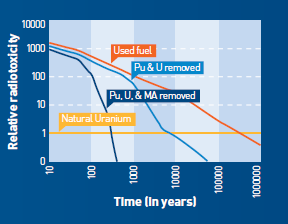 10000
1000
100
10
1
0
Relative radiotoxicity
Used fuel
Pu & U removed
Pu, U, & MA removed
Natural Uranium
10
100
1000
10000
100000
1000000
Time (in years)